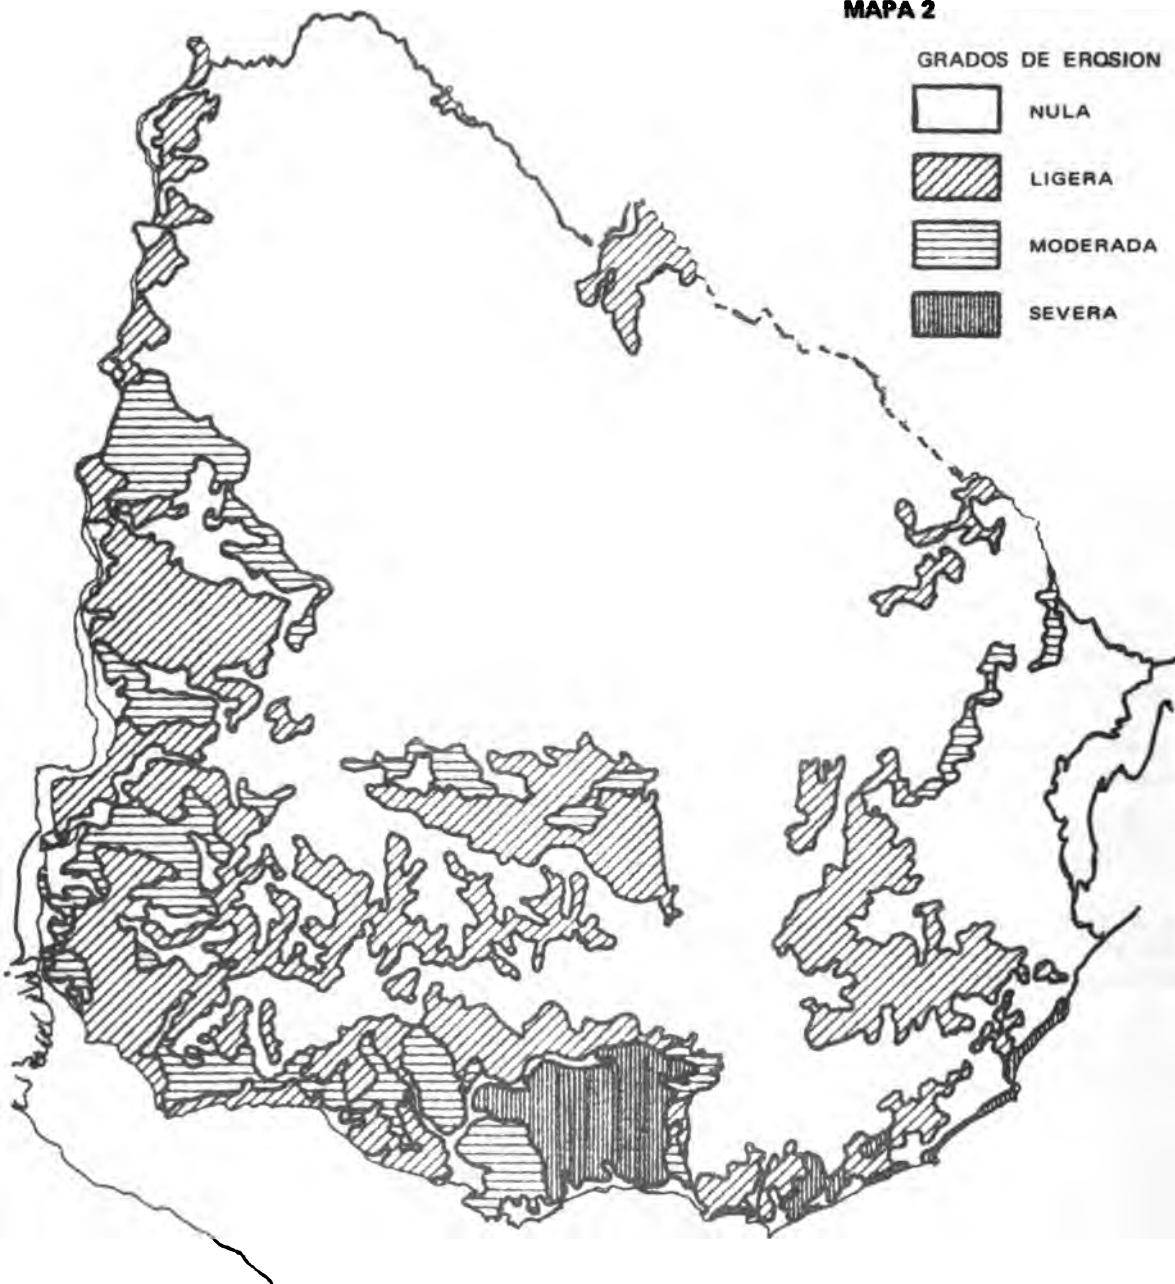 MAPA 2
GRADOS DE EROSION
NULA
LIGERA
MODERADA
SEVERA